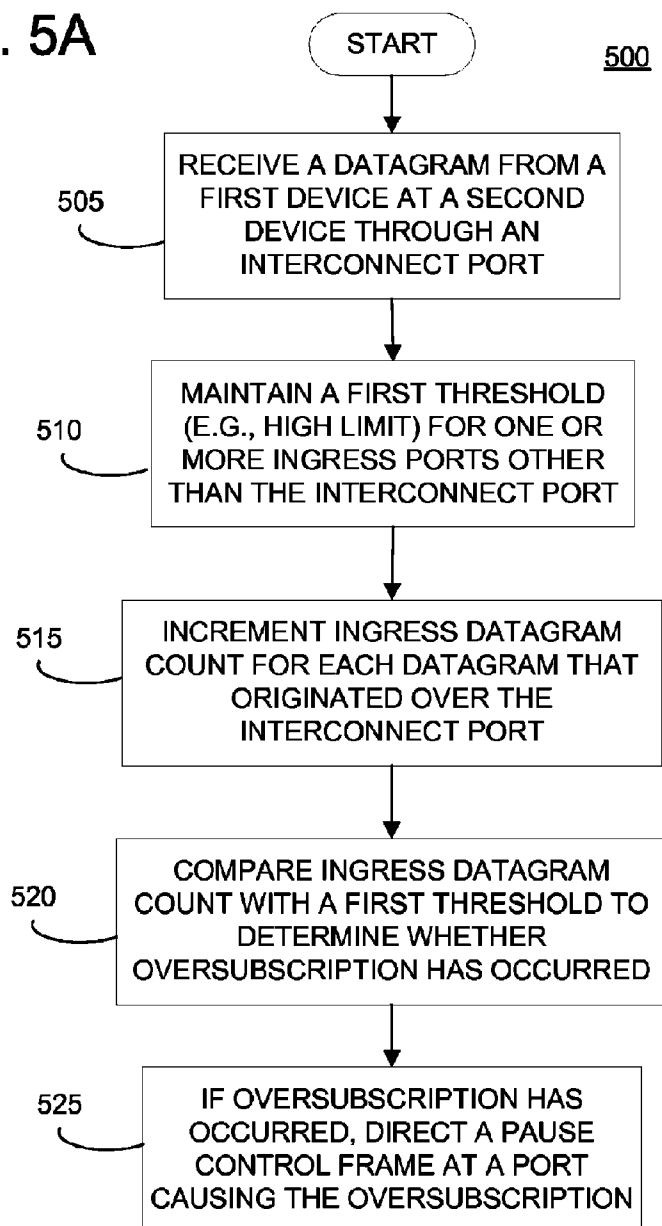 . 5A
START
500
505
RECEIVE A DATAGRAM FROM A
FIRST DEVICE AT A SECOND
DEVICE THROUGH AN
INTERCONNECT PORT
510
MAINTAIN A FIRST THRESHOLD
(E.G., HIGH LIMIT) FOR ONE OR
MORE INGRESS PORTS OTHER
THAN THE INTERCONNECT PORT
515
INCREMENT INGRESS DATAGRAM
COUNT FOR EACH DATAGRAM THAT
ORIGINATED OVER THE
INTERCONNECT PORT
520
COMPARE INGRESS DATAGRAM
COUNT WITH A FIRST THRESHOLD TO
DETERMINE WHETHER
OVERSUBSCRIPTION HAS OCCURRED
525
IF OVERSUBSCRIPTION HAS
OCCURRED, DIRECT A PAUSE
CONTROL FRAME AT A PORT
CAUSING THE OVERSUBSCRIPTION